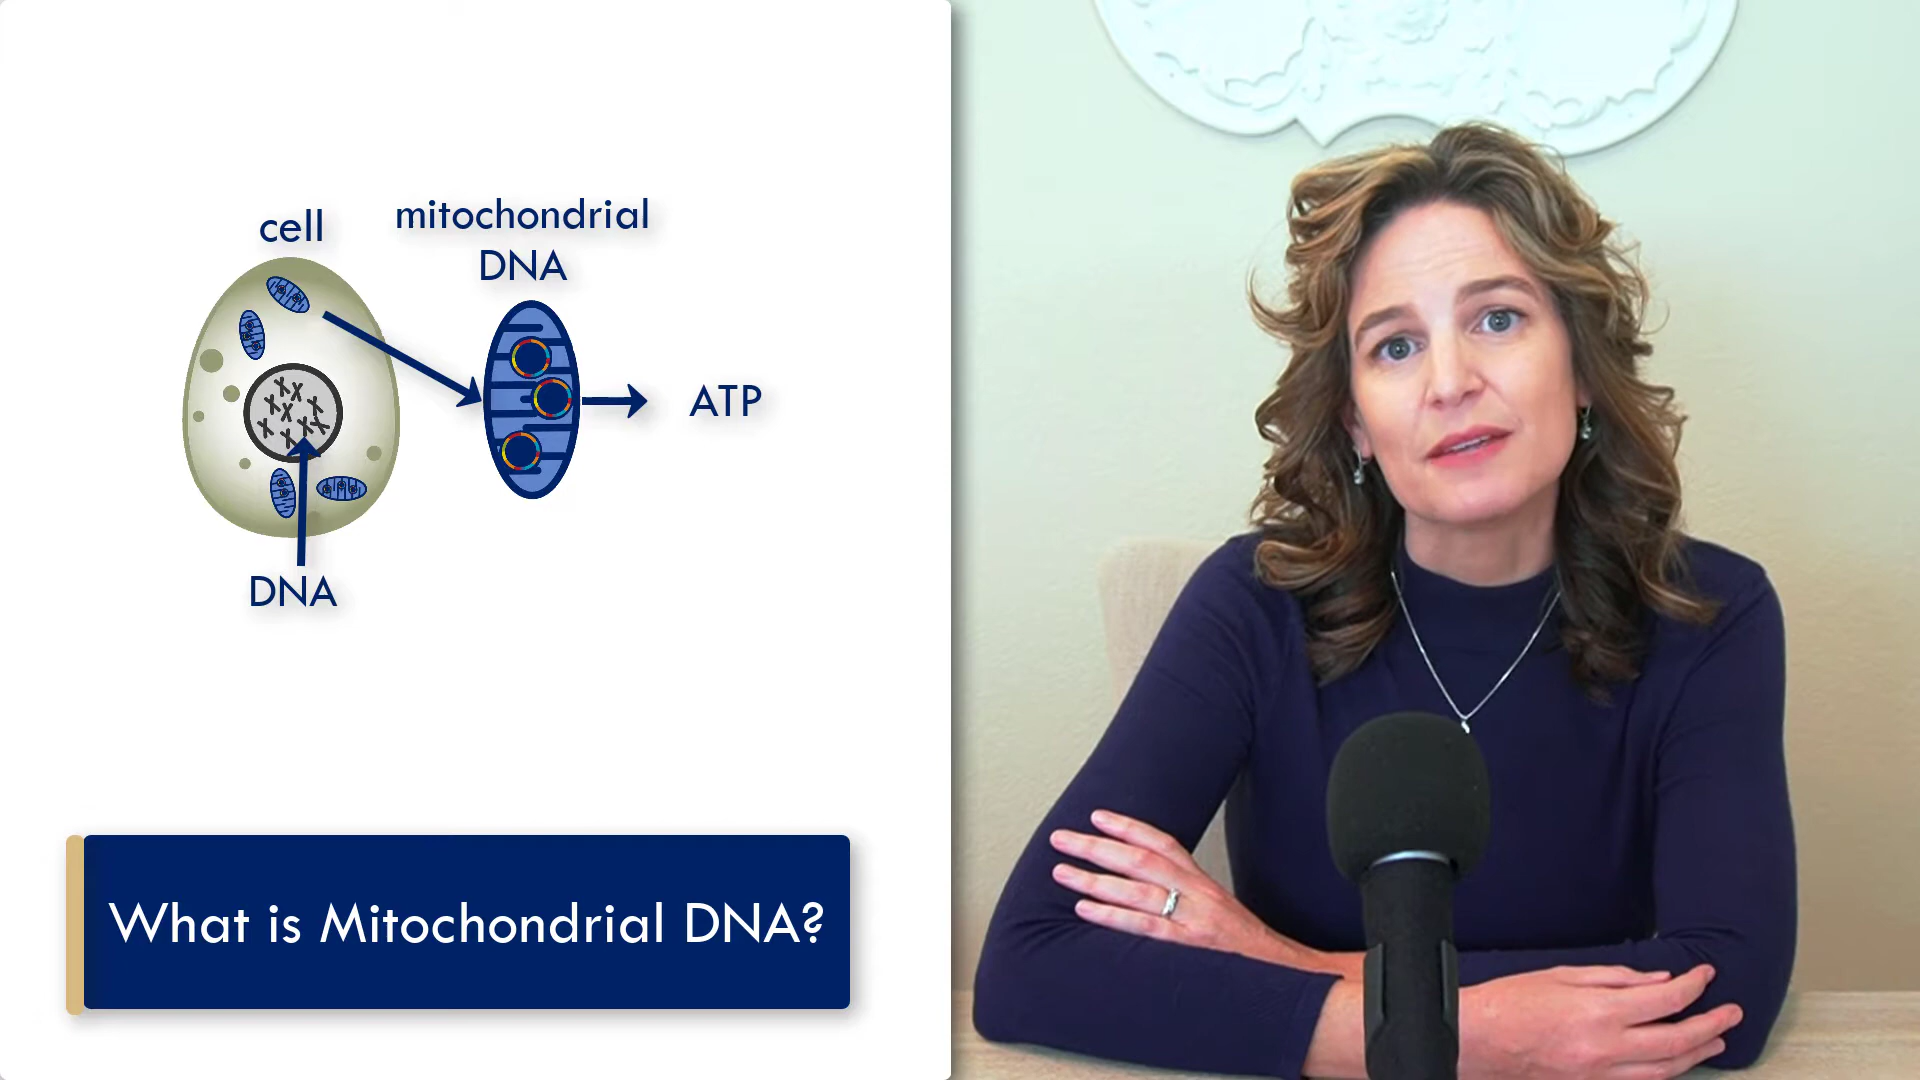 cell
mitochondrial
DNA
ATP
DNA
What is Mitochondrial DNA?